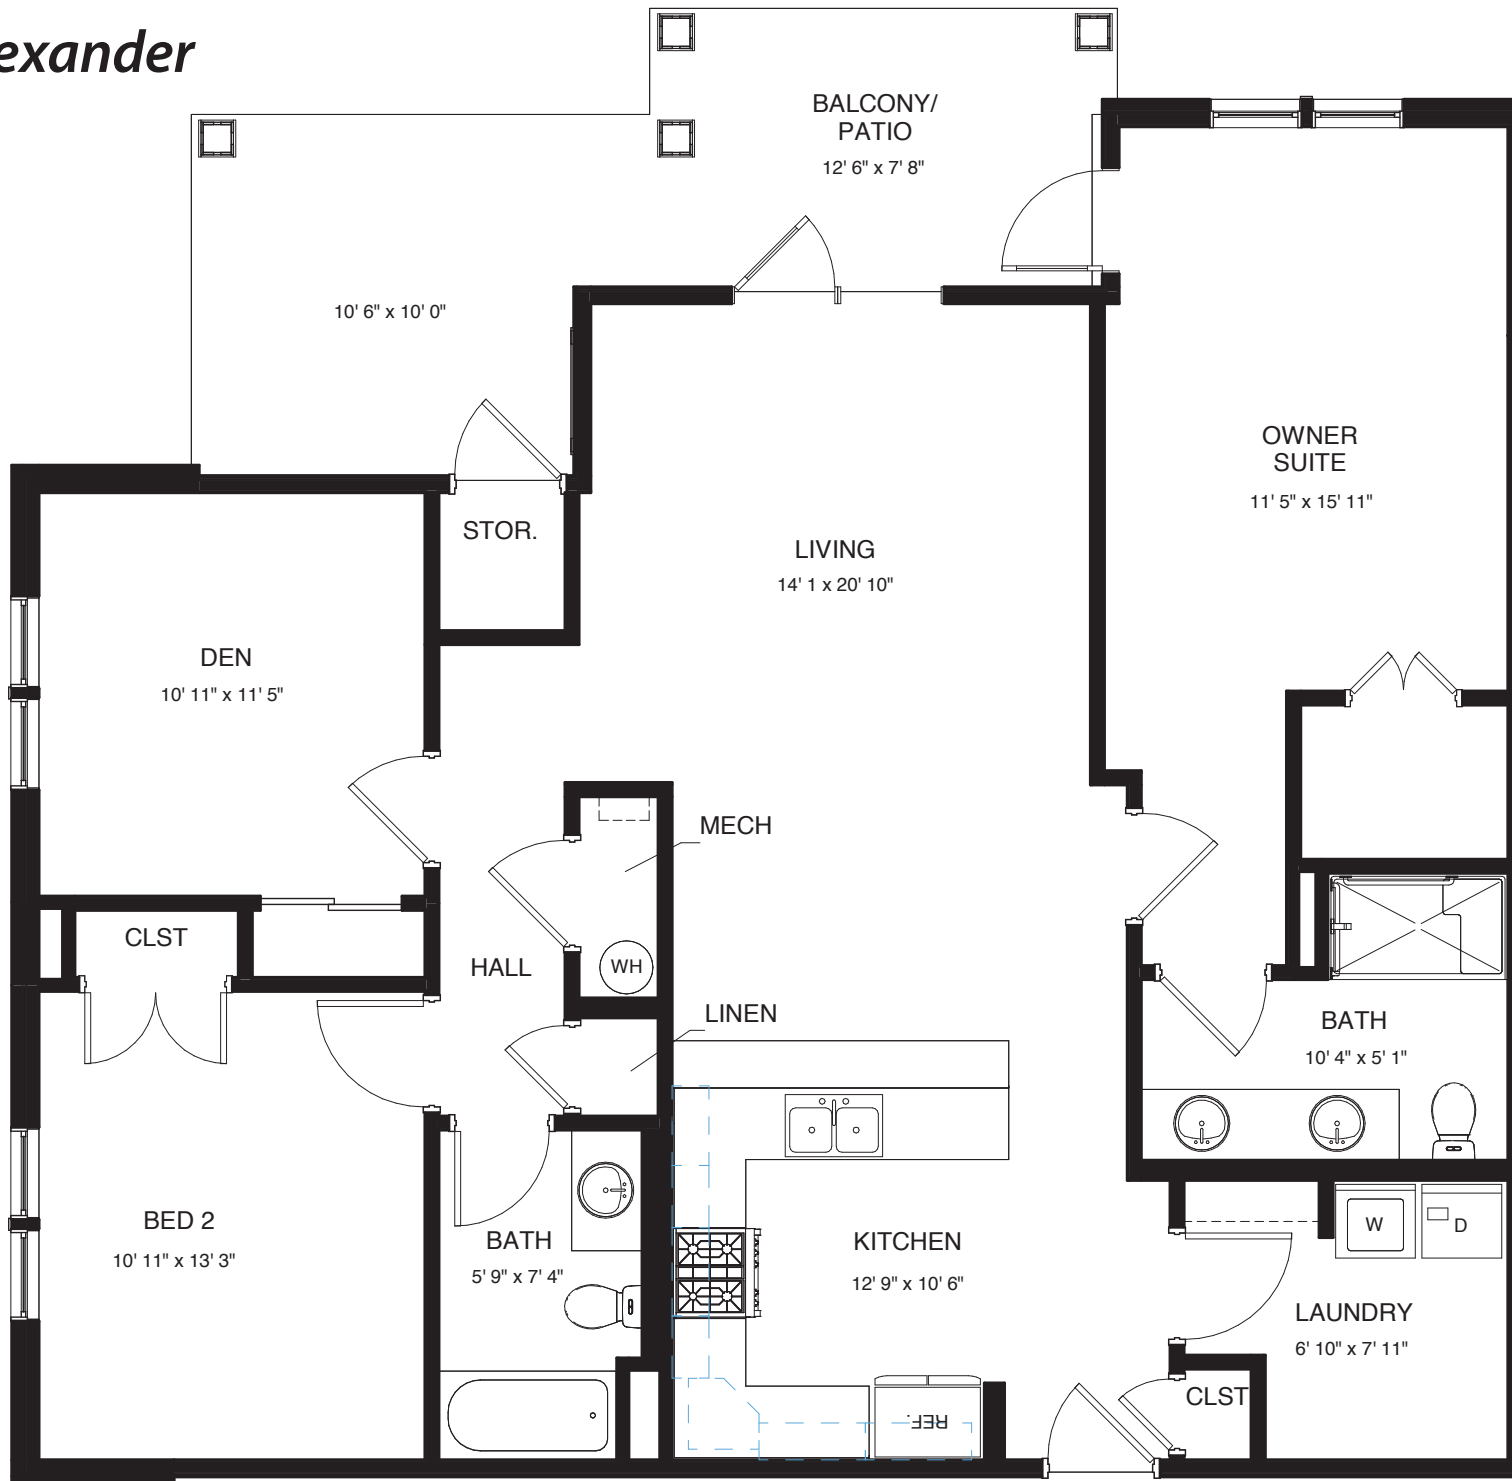 exander
BALCONY/
PATIO
12' 6" x 7' 8"
10' 6" x 10' 0"
OWNER
SUITE
11' 5" x 15' 11"
STOR.
LIVING
14' 1 x 20' 10"
DEN
10' 11" x 11' 5"
MECH
CLST
HALL
WH
LINEN
BATH
10' 4" x 5' 1"
BED 2
10' 11" x 13' 3"
BATH
5' 9" x 7' 4"
KITCHEN
12' 9" x 10' 6"
W
D
LAUNDRY
6' 10" x 7' 11"
CLST
REF.